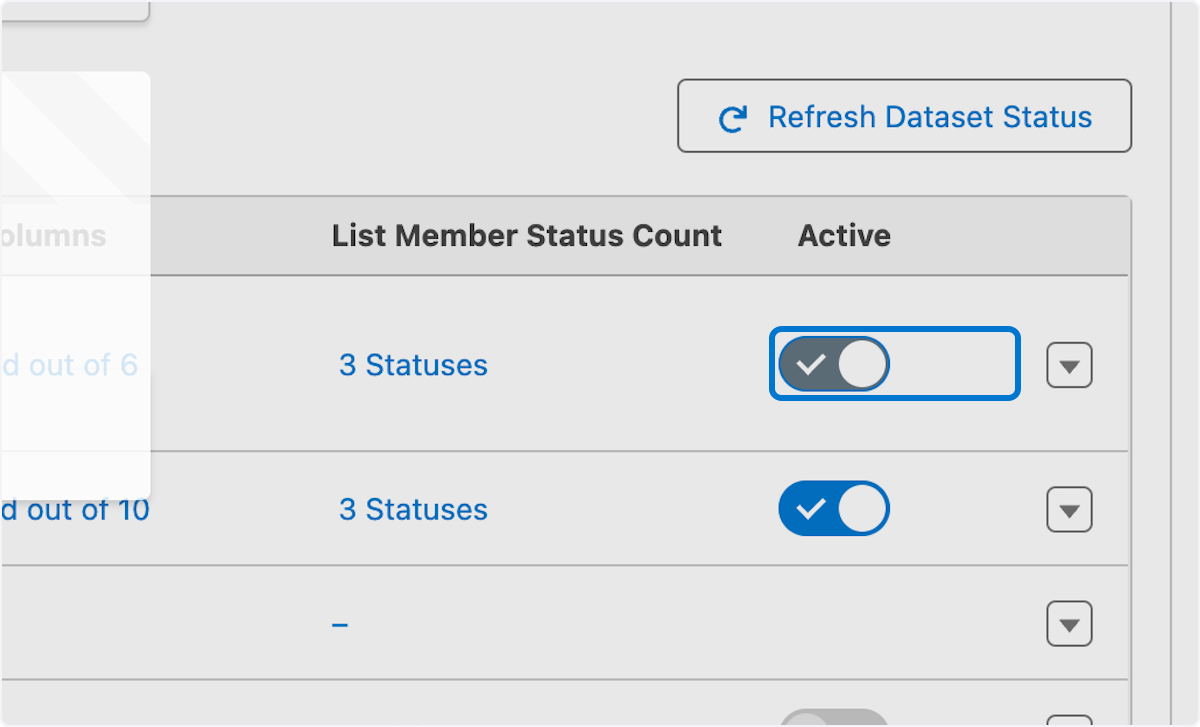 Refresh Dataset Status
olumns List Member Status Count Active
d out of 6 3 Statuses
d out of 10 3 Statuses
–